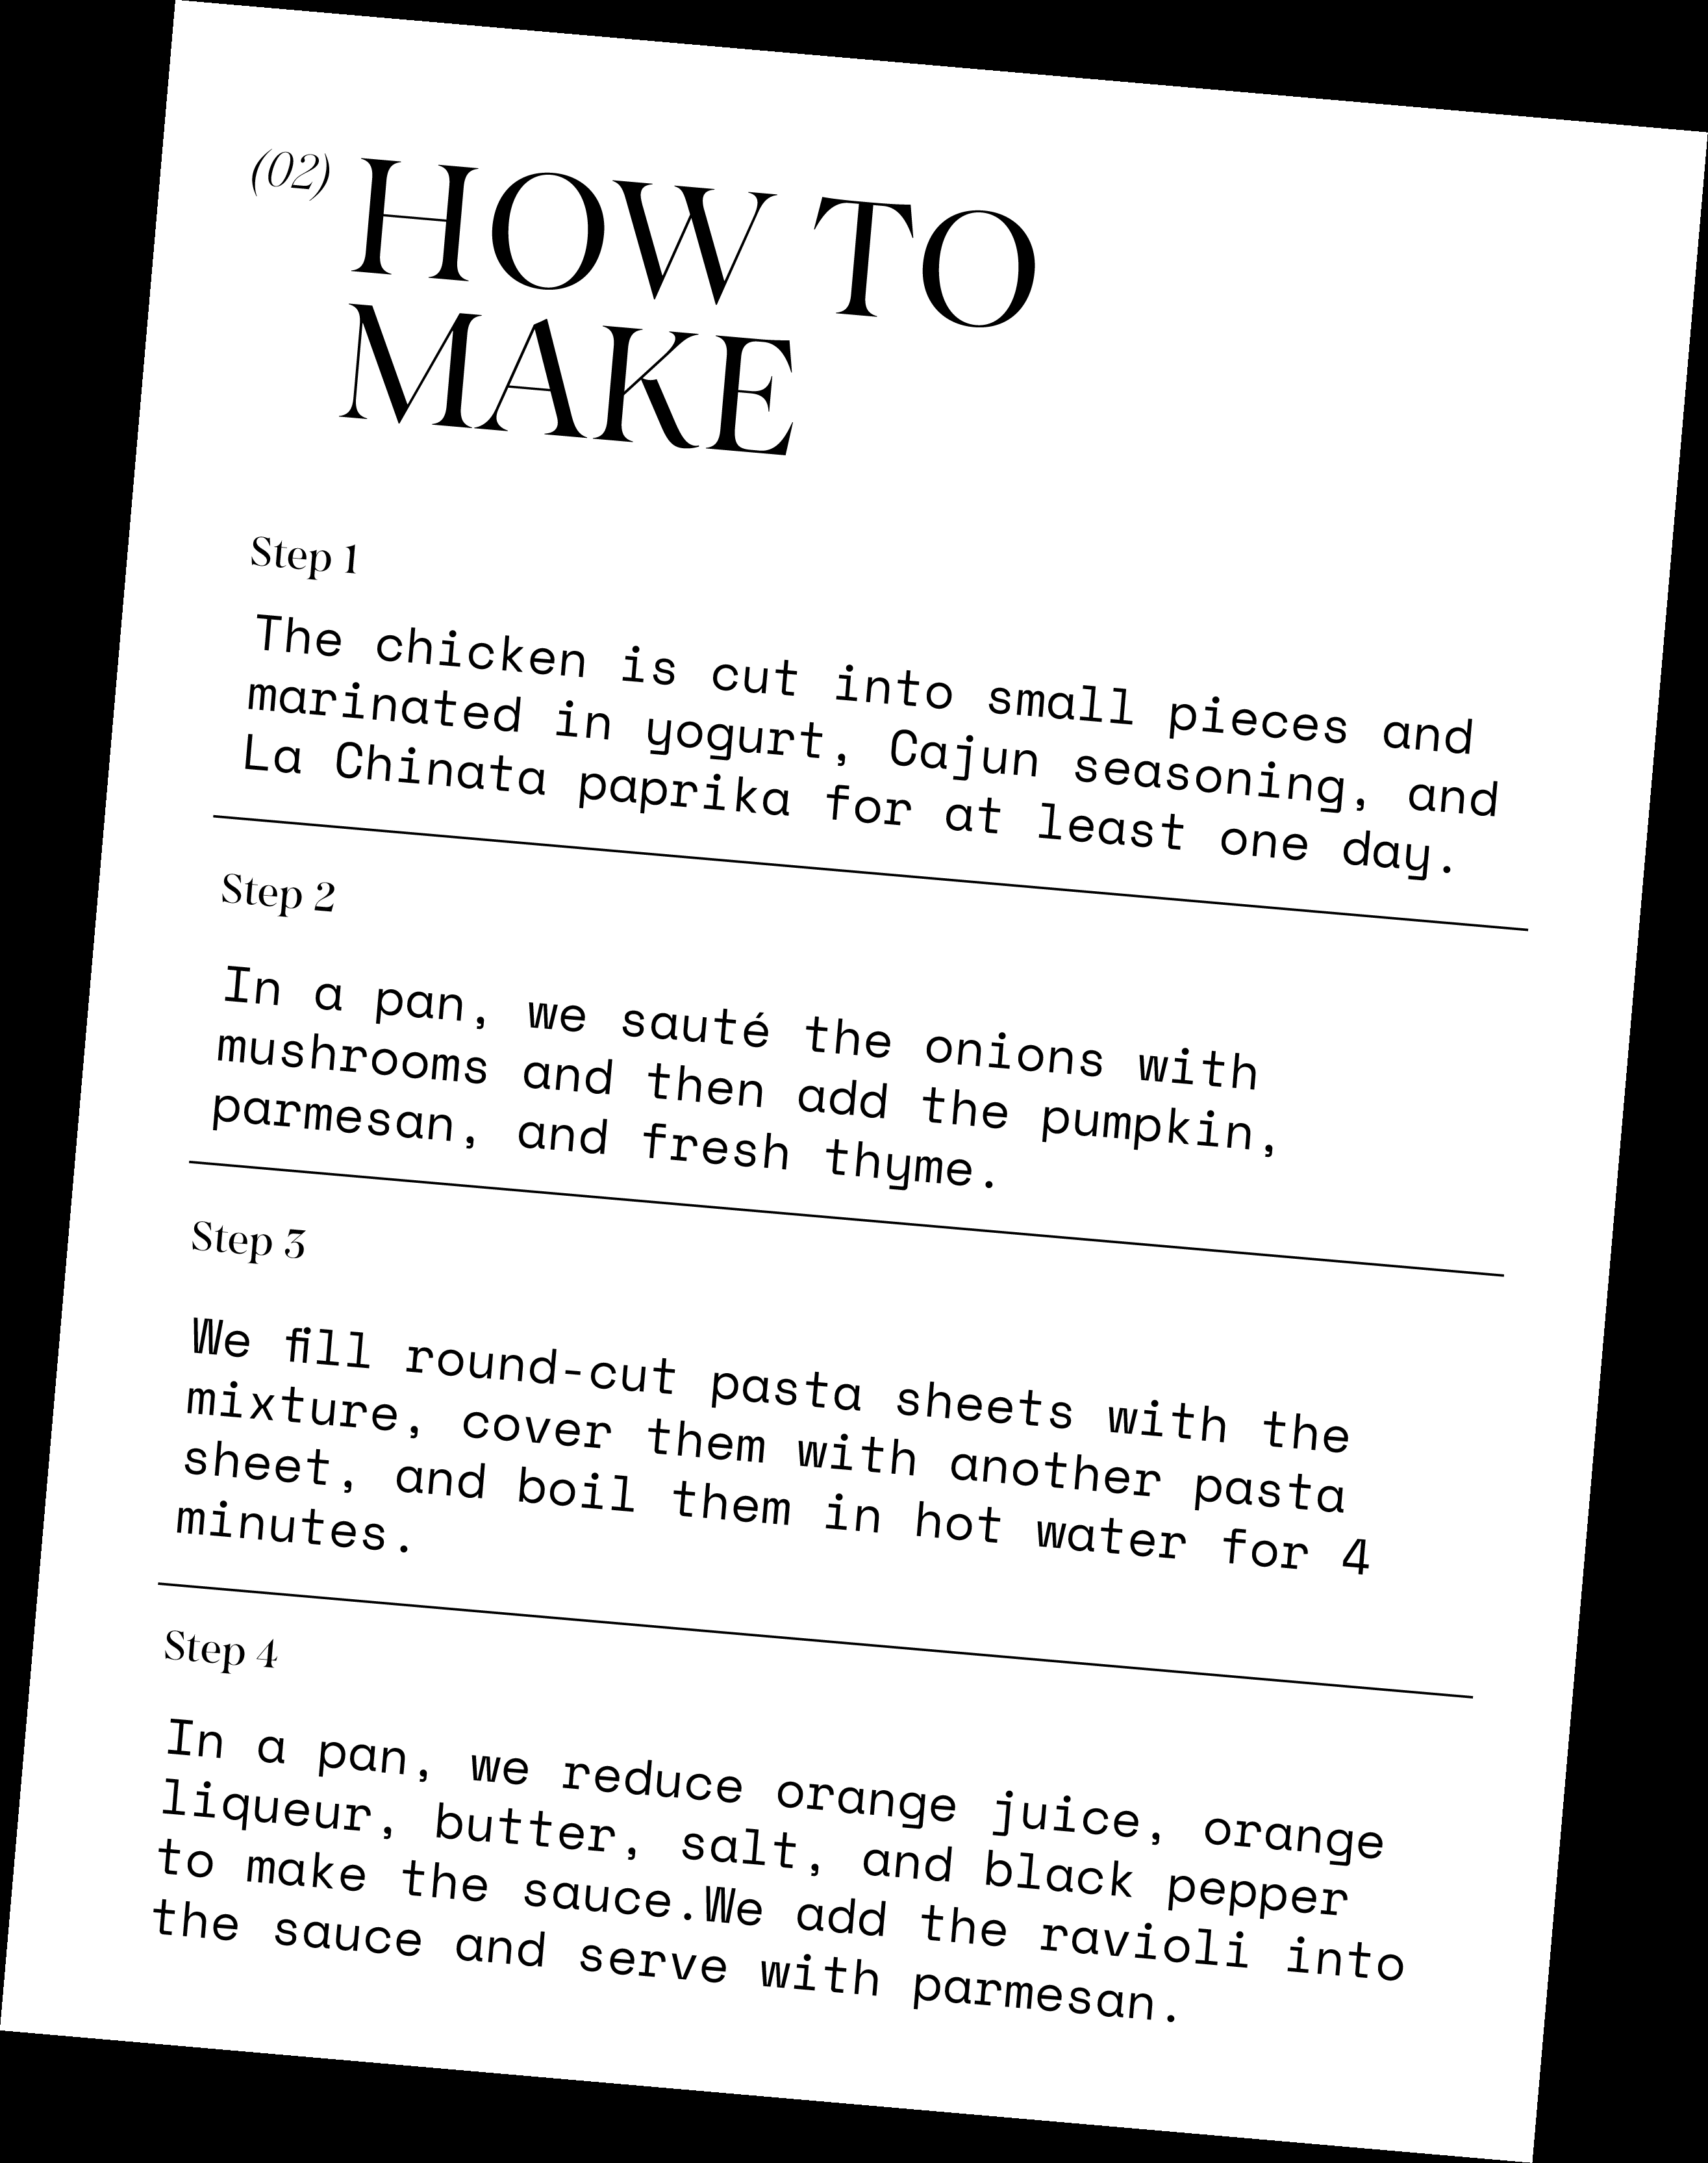 (02) HOW TO
MAKE
Step 1
The chicken is cut into small pieces and
marinated in yogurt, Cajun seasoning, and
La Chinata paprika for at least one day.
Step 2
In a pan, we sauté the onions with
mushrooms and then add the pumpkin,
parmesan, and fresh thyme.
Step 3
We fill round-cut pasta sheets with the
mixture, cover them with another pasta
sheet, and boil them in hot water for 4
minutes.
Step 4
In a pan, we reduce orange juice, orange
liqueur, butter, salt, and black pepper
to make the sauce.We add the ravioli into
the sauce and serve with parmesan.